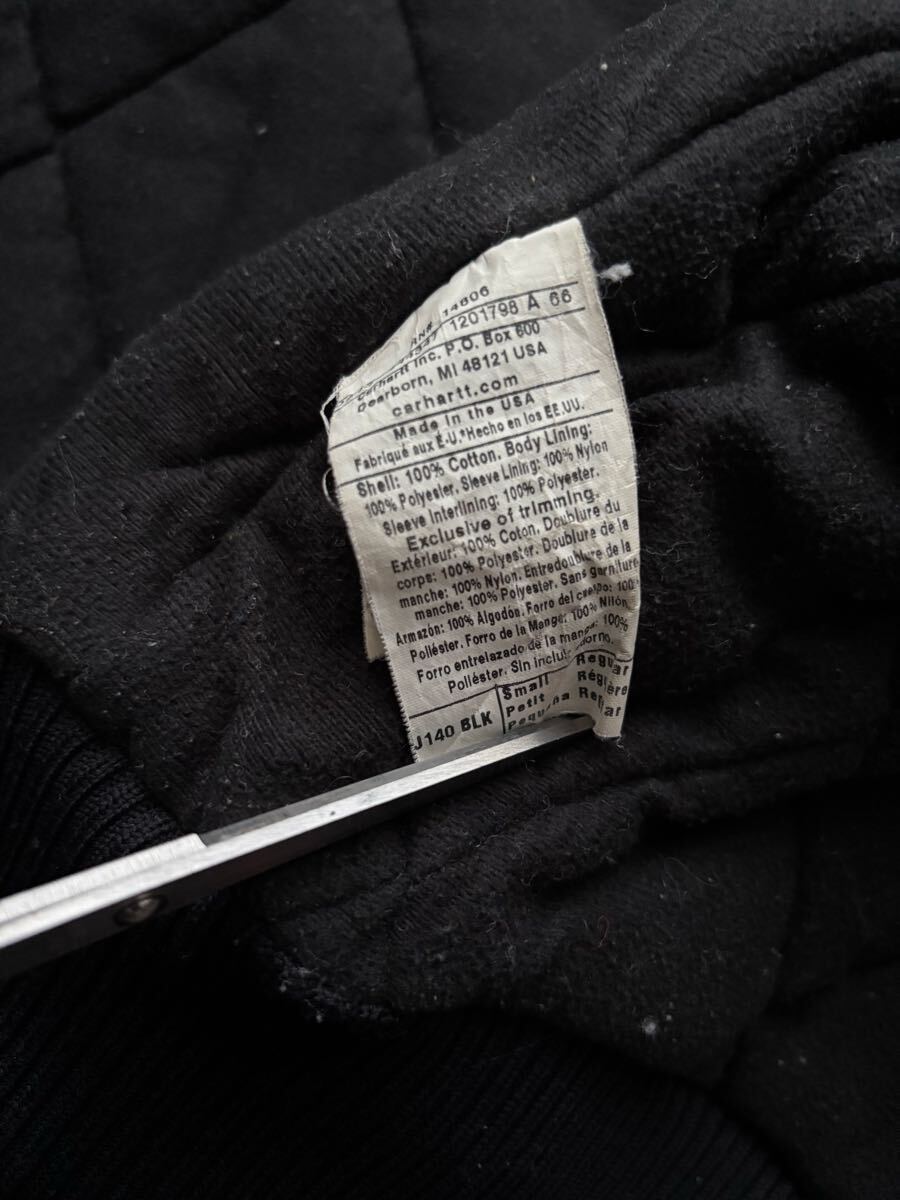 RN# 14806
1201798 A 66
Carhartt Inc. P.O. Box 600
Dearborn, MI 48121 USA
carhartt.com
Made in the USA
Fabriqué aux É-U.*Hecho en los EE.UU.
Shell: 100% Cotton. Body Lining:
100% Polyester. Sleeve Lining: 100% Nylon
Sleeve Interlining: 100% Polyester.
Exclusive of trimming.
Extérieur: 100% Coton. Doublure du
corps: 100% Polyester. Doublure de la
manche: 100% Nylon. Entredoublure de la
manche: 100% Polyester. Sans garniture
Armazón: 100% Algodón. Forro del cuerpo: 100%
Poliéster. Forro de la Manga: 100% Nilón.
Forro entrelazado de la manga: 100%
Poliéster. Sin incluir adorno.
J140 BLK
Small Regular
Petit Régulière
Pequeña Regular